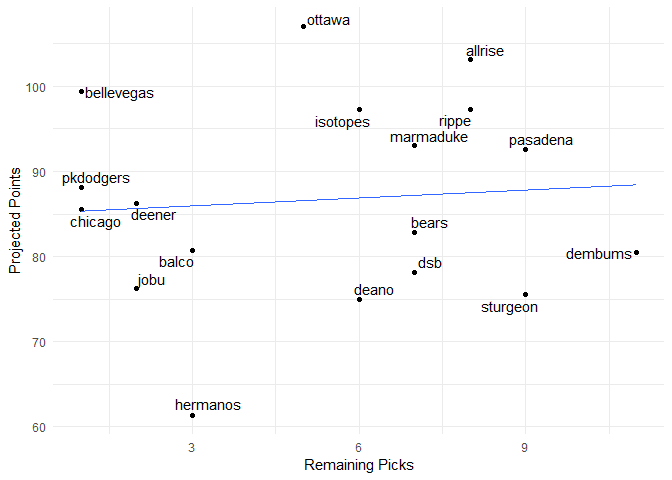 ottawa
allrise
100
bellevegas
isotopes
rippe
marmaduke
pasadena
90
pkdodgers
chicago
deener
bears
balco
dembums
80
dsb
jobu
deano
sturgeon
70
hermanos
60
3
6
9
Remaining Picks
Projected Points